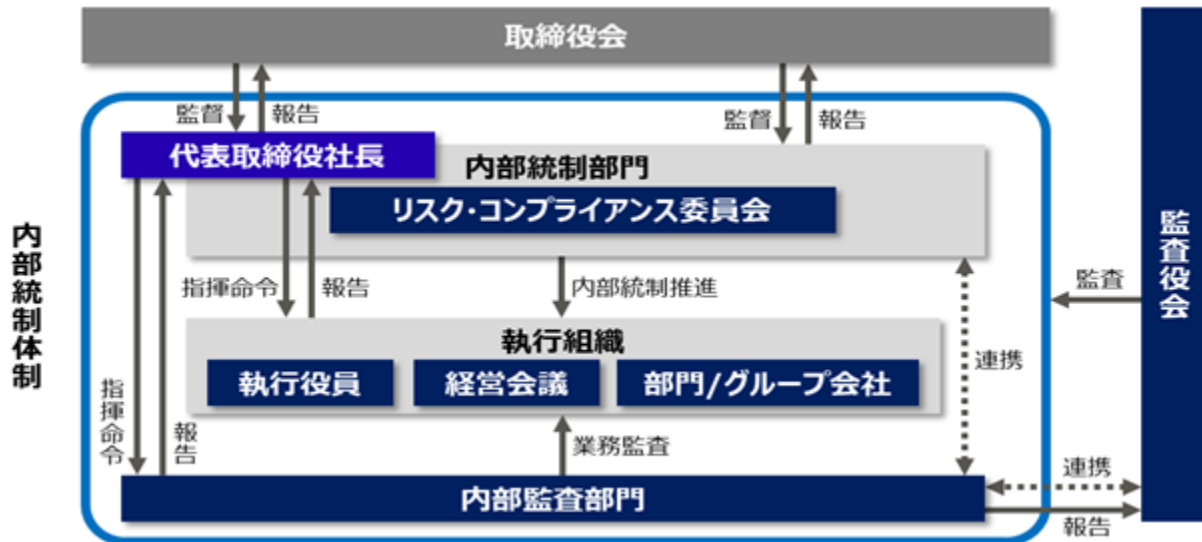 取締役会
監督
報告
監督
報告
代表取締役社長
内部統制部門
リスク・コンプライアンス委員会
内部統制体制
監査役会
指揮命令
報告
内部統制推進
監査
執行組織
執行役員
経営会議
部門/グループ会社
連携
指揮命令
報告
業務監査
内部監査部門
連携
報告